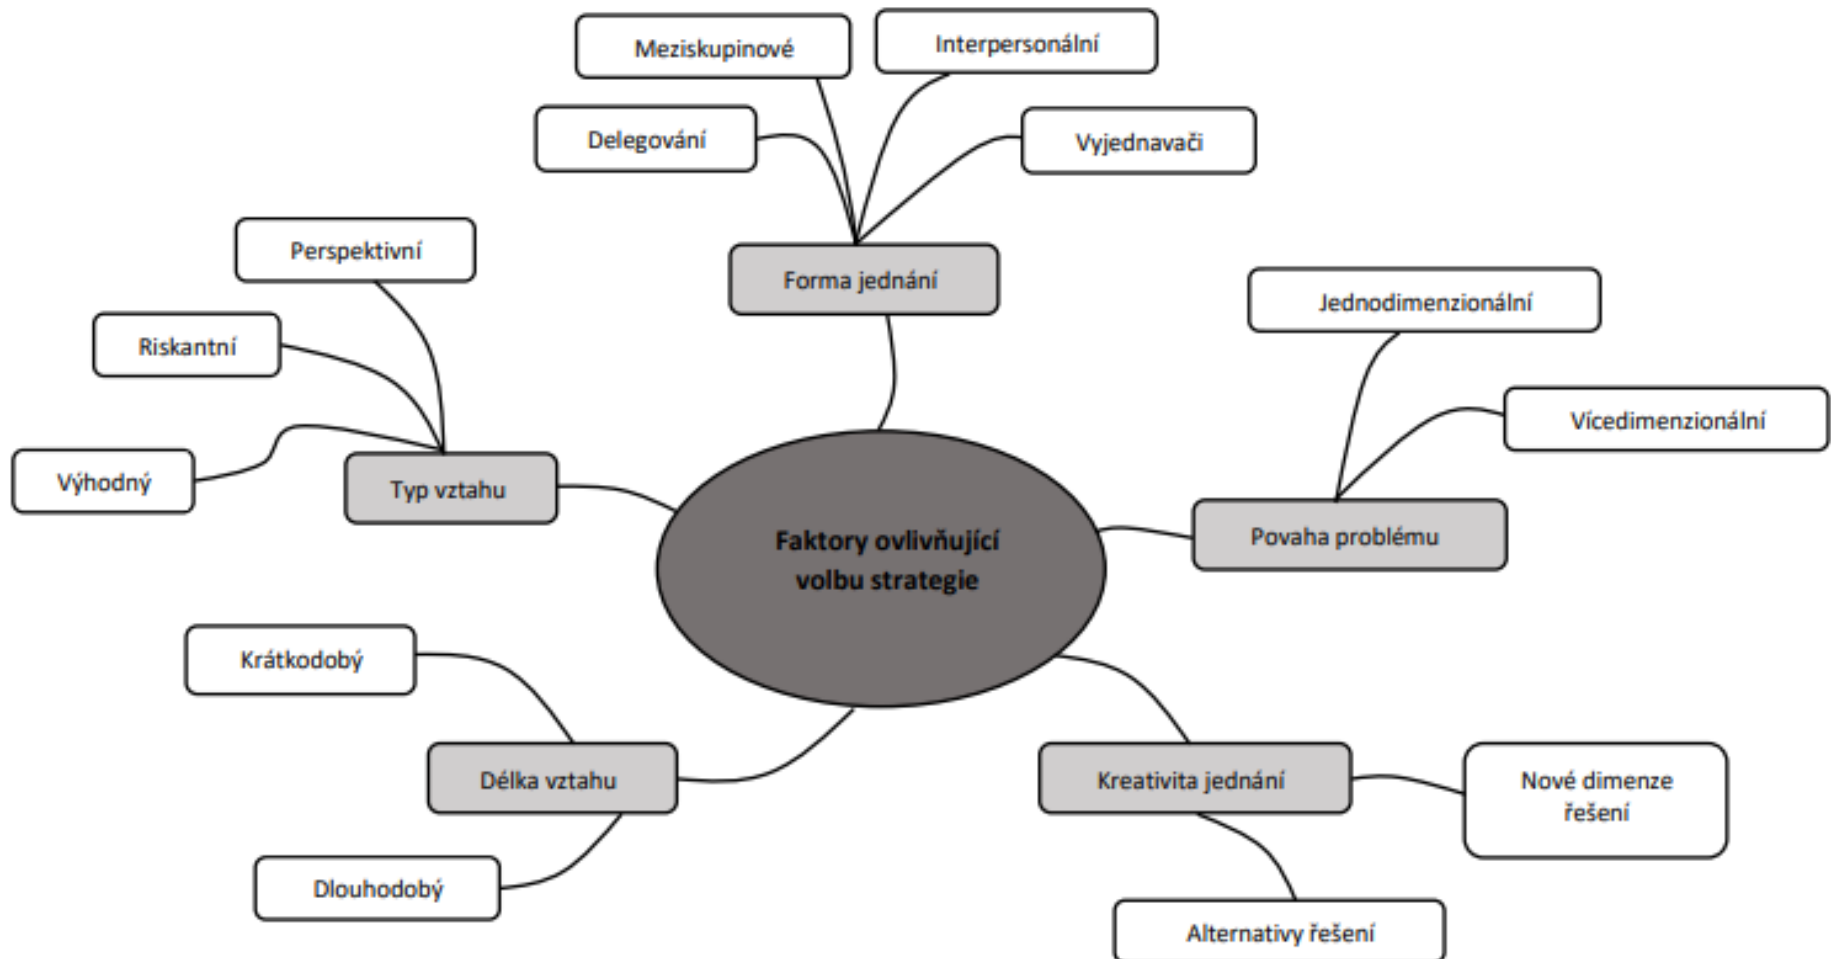 Meziskupinové
Interpersonální
Delegování
Vyjednavači
Perspektivní
Forma jednání
Jednodimenzionální
Riskantní
Vícedimenzionální
Výhodný
Typ vztahu
Faktory ovlivňující
volbu strategie
Povaha problému
Krátkodobý
Délka vztahu
Kreativita jednání
Nové dimenze
řešení
Dlouhodobý
Alternativy řešení